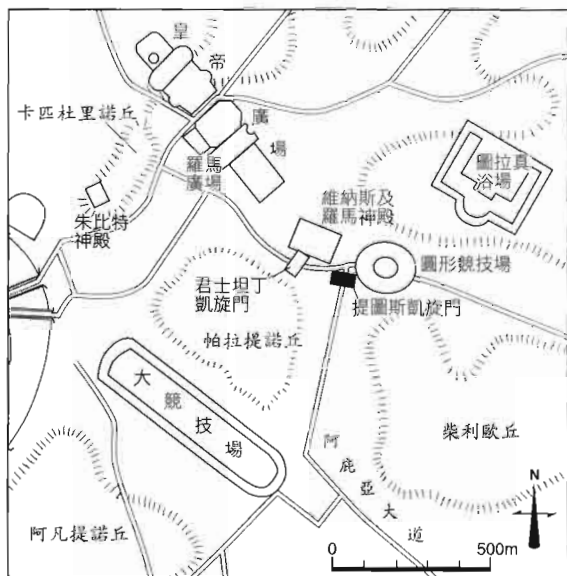 皇帝廣場
卡匹杜里諾丘
羅馬
廣場
圖拉真
浴場
維納斯及
羅馬神殿
朱比特
神殿
圓形競技場
君士坦丁
凱旋門
提圖斯凱旋門
帕拉提諾丘
大競技場
柴利歐丘
阿庇亞大道
阿凡提諾丘
N
0
500m